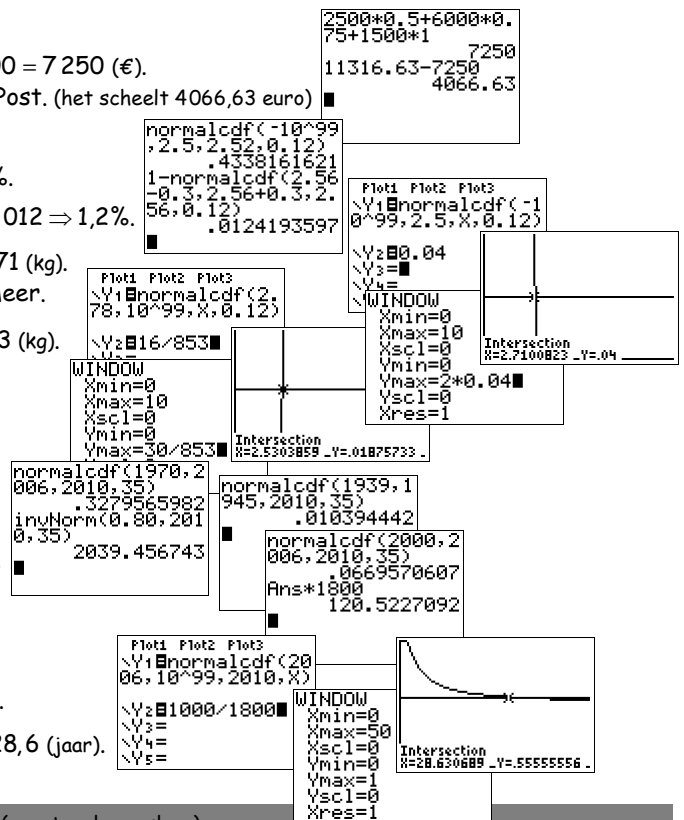 2500*0.5+6000*0.
75+1500*1
7250
11316.63-7250
4066.63
00 = 7 250 (€).
Post. (het scheelt 4066,63 euro)
normalcdf(-10^99
,2.5,2.52,0.12)
.4338161621
1-normalcdf(2.56
-0.3,2.56+0.3,2.
56,0.12)
.0124193597
%.
012 ⇒ 1,2%.
Plot1 Plot2 Plot3
\Y1=normalcdf(-1
0^99,2.5,X,0.12)
\Y2=0.04
\Y3=
\Y4=
71 (kg).
neer.
3 (kg).
Plot1 Plot2 Plot3
\Y1=normalcdf(2.
78,10^99,X,0.12)
\Y2=16/853
WINDOW
Xmin=0
Xmax=10
Xscl=0
Ymin=0
Ymax=2*0.04
Yscl=0
Xres=1
Intersection
X=2.7100823 Y=.04
WINDOW
Xmin=0
Xmax=10
Xscl=0
Ymin=0
Ymax=30/853
Intersection
X=2.5303859 Y=.01875733
normalcdf(1970,2
006,2010,35)
.3279565982
invNorm(0.80,201
0,35)
2039.456743
normalcdf(1939,1
945,2010,35)
.010394442
normalcdf(2000,2
006,2010,35)
.0669570607
Ans*1800
120.5227092
Plot1 Plot2 Plot3
\Y1=normalcdf(20
06,10^99,2010,X)
\Y2=1000/1800
\Y3=
\Y4=
\Y5=
28,6 (jaar).
WINDOW
Xmin=0
Xmax=50
Xscl=0
Ymin=0
Ymax=1
Yscl=0
Xres=1
Intersection
X=28.630689 Y=.55555556